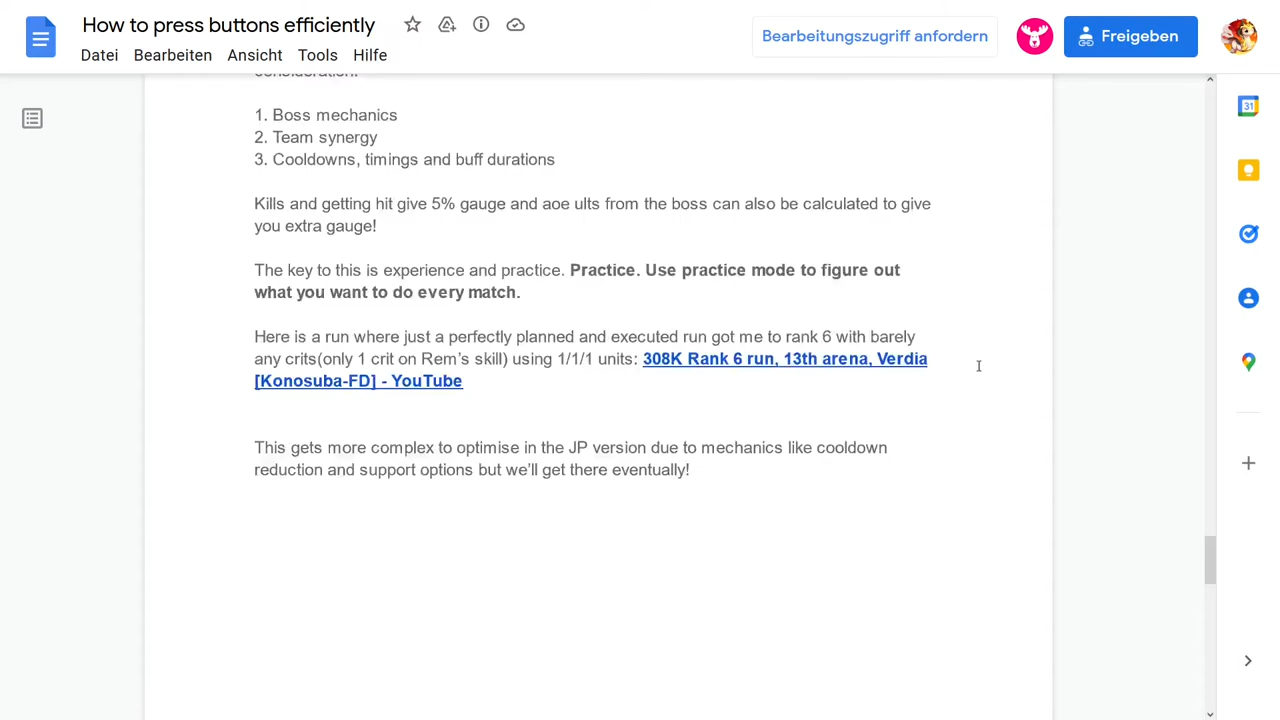 How to press buttons efficiently
Datei Bearbeiten Ansicht Tools Hilfe
Bearbeitungszugriff anfordern
Freigeben
consideration.
1. Boss mechanics
2. Team synergy
3. Cooldowns, timings and buff durations
Kills and getting hit give 5% gauge and aoe ults from the boss can also be calculated to give
you extra gauge!
The key to this is experience and practice. Practice. Use practice mode to figure out
what you want to do every match.
Here is a run where just a perfectly planned and executed run got me to rank 6 with barely
any crits(only 1 crit on Rem's skill) using 1/1/1 units: 308K Rank 6 run, 13th arena, Verdia
[Konosuba-FD] - YouTube
This gets more complex to optimise in the JP version due to mechanics like cooldown
reduction and support options but we'll get there eventually!
31